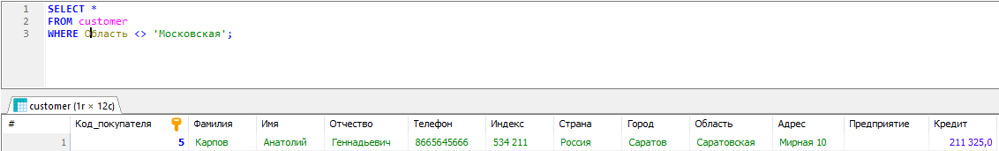 1 SELECT *
2 FROM customer
3 WHERE Область <> 'Московская';
customer (1r × 12c)
# Код_покупателя Фамилия Имя Отчество Телефон Индекс Страна Город Область Адрес Предприятие Кредит
1 5 Карпов Анатолий Геннадьевич 8665645666 534 211 Россия Саратов Саратовская Мирная 10 211 325,0